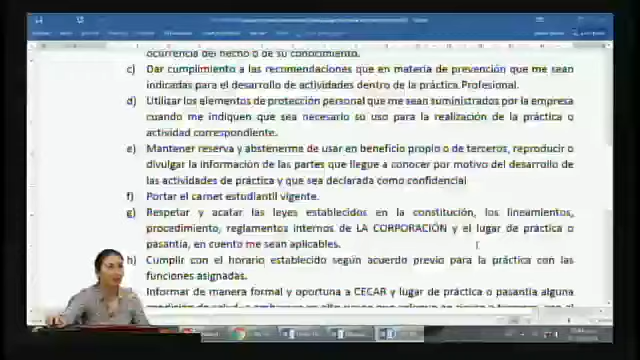 ocurrencia del hecho o de su conocimiento.
c) Dar cumplimiento a las recomendaciones que en materia de prevención que me sean
indicadas para el desarrollo de actividades dentro de la práctica Profesional.
d) Utilizar los elementos de protección personal que me sean suministrados por la empresa
cuando me indiquen que sea necesario su uso para la realización de la práctica o
actividad correspondiente.
e) Mantener reserva y abstenerme de usar en beneficio propio o de terceros, reproducir o
divulgar la información de las partes que llegue a conocer por motivo del desarrollo de
las actividades de práctica y que sea declarada como confidencial
f) Portar el carnet estudiantil vigente.
g) Respetar y acatar las leyes establecidos en la constitución, los lineamientos,
procedimiento, reglamentos internos de LA CORPORACIÓN y el lugar de práctica o
pasantía, en cuento me sean aplicables.
h) Cumplir con el horario establecido según acuerdo previo para la práctica con las
funciones asignadas.
Informar de manera formal y oportuna a CECAR y lugar de práctica o pasantía alguna